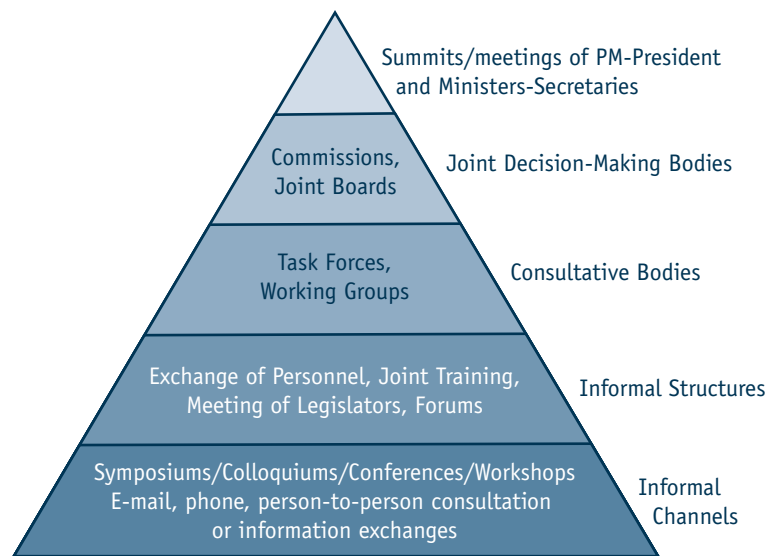 Summits/meetings of PM-President
and Ministers-Secretaries
Commissions,
Joint Boards
Joint Decision-Making Bodies
Task Forces,
Working Groups
Consultative Bodies
Exchange of Personnel, Joint Training,
Meeting of Legislators, Forums
Informal Structures
Symposiums/Colloquiums/Conferences/Workshops
E-mail, phone, person-to-person consultation
or information exchanges
Informal
Channels